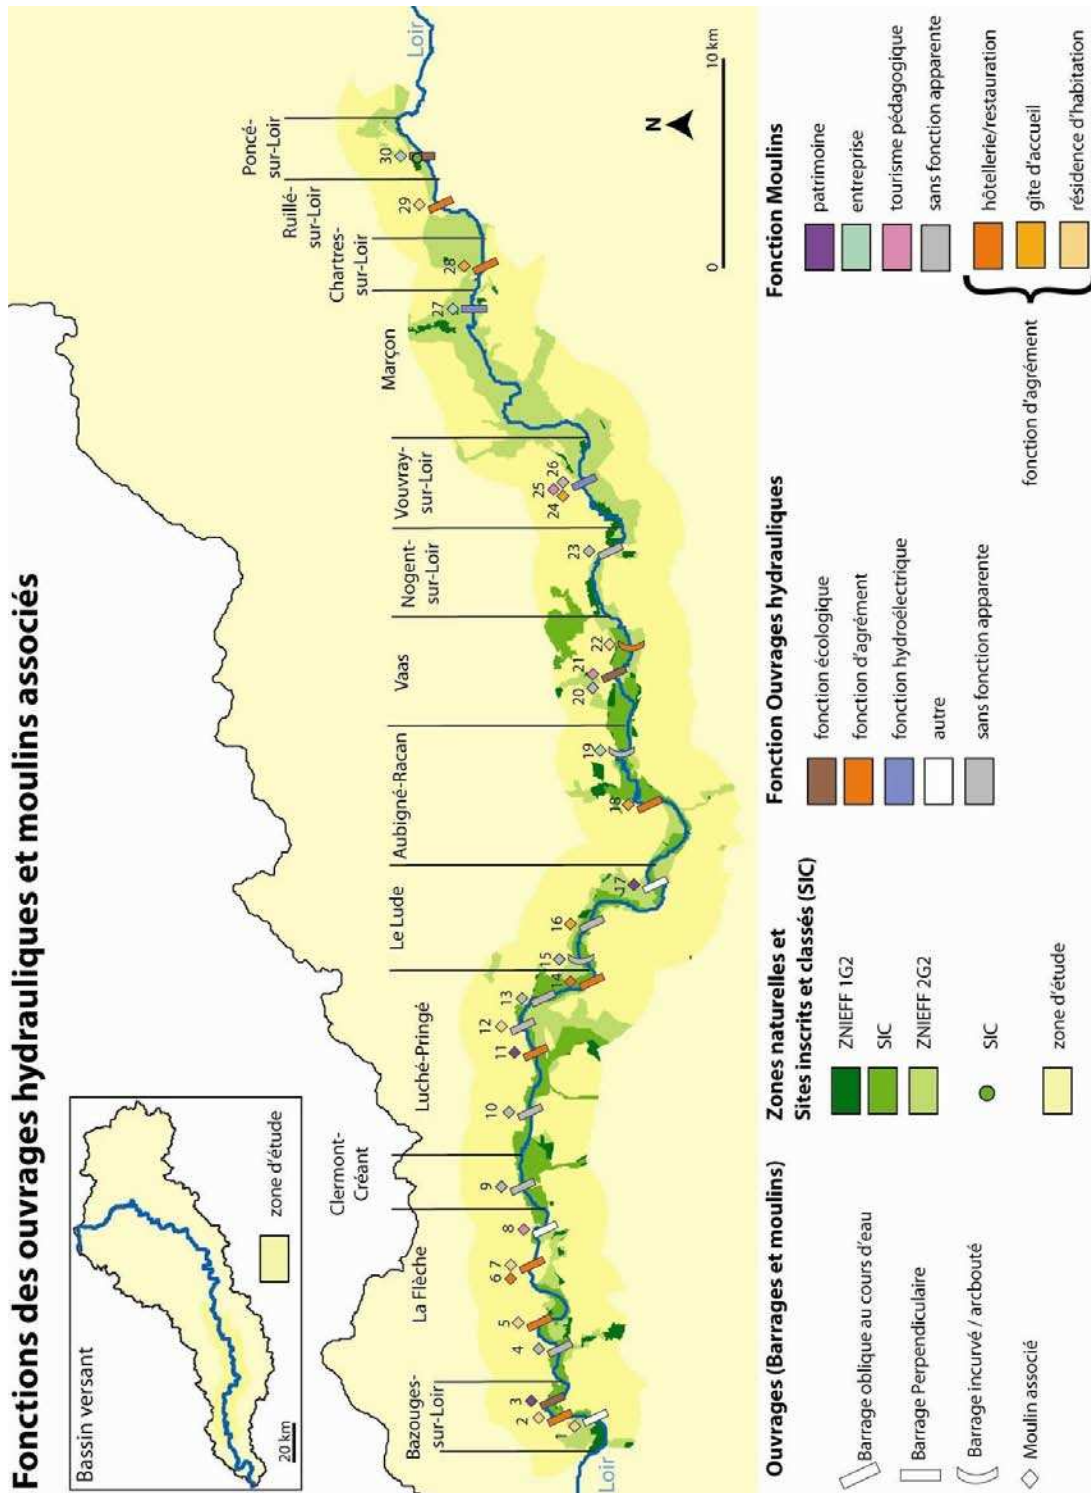 Fonctions des ouvrages hydrauliques et moulins associés
Bassin versant
zone d'étude
20 km
Bazouges-
sur-Loir
La Flèche
Clermont-
Créant
Luché-Pringé
Le Lude
Aubigné-Racan
Vaas
Nogent-
sur-Loir
Vouvray-
sur-Loir
Marçon
Chartres-
sur-Loir
Ruillé-
sur-Loir
Poncé-
sur-Loir
Loir
1
2
3
4
5
6
7
8
9
10
11
12
13
14
15
16
17
18
19
20
21
22
23
24
25
26
27
28
29
30
Loir
N
0
10 km
Ouvrages (Barrages et moulins)
Barrage oblique au cours d'eau
Barrage Perpendiculaire
Barrage incurvé / arcbouté
Moulin associé
Zones naturelles et
Sites inscrits et classés (SIC)
ZNIEFF 1G2
SIC
ZNIEFF 2G2
SIC
zone d'étude
Fonction Ouvrages hydrauliques
fonction écologique
fonction d'agrément
fonction hydroélectrique
autre
sans fonction apparente
Fonction Moulins
patrimoine
entreprise
tourisme pédagogique
sans fonction apparente
fonction d'agrément
hôtellerie/restauration
gîte d'accueil
résidence d'habitation